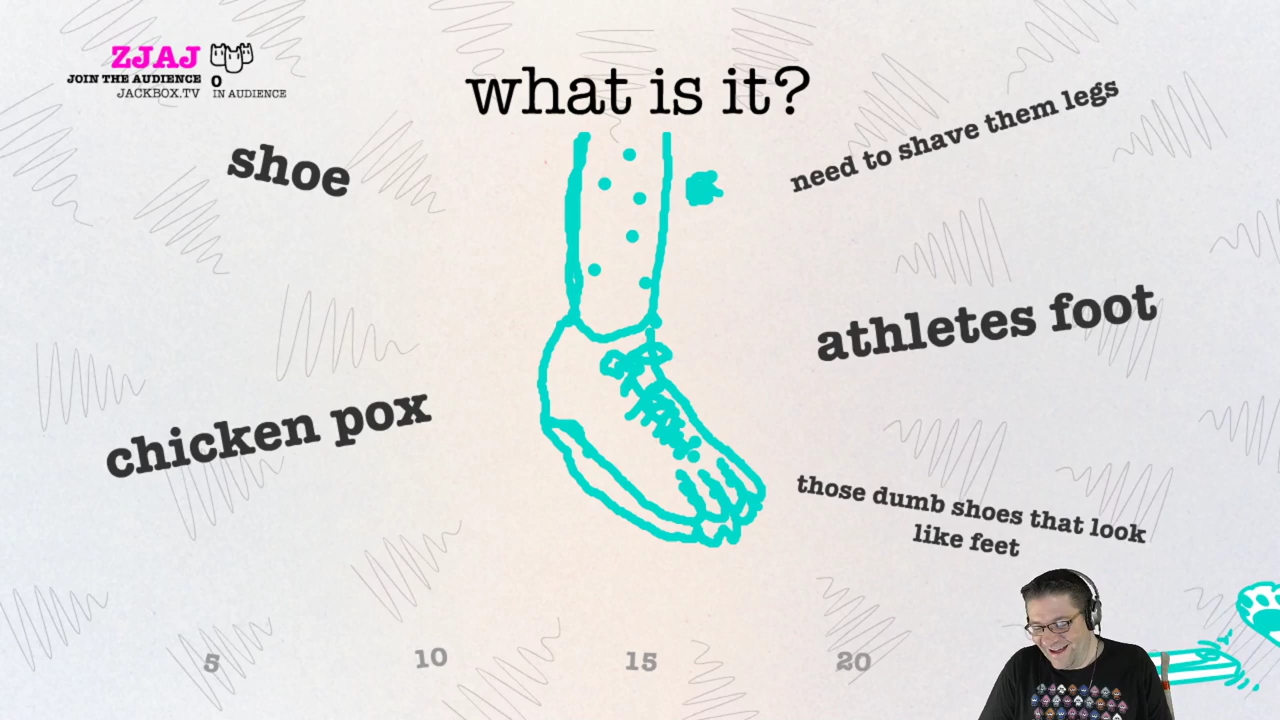 ZJAJ
JOIN THE AUDIENCE
JACKBOX.TV
0
IN AUDIENCE
what is it?
shoe
need to shave them legs
athletes foot
chicken pox
those dumb shoes that look
like feet
5
10
15
20